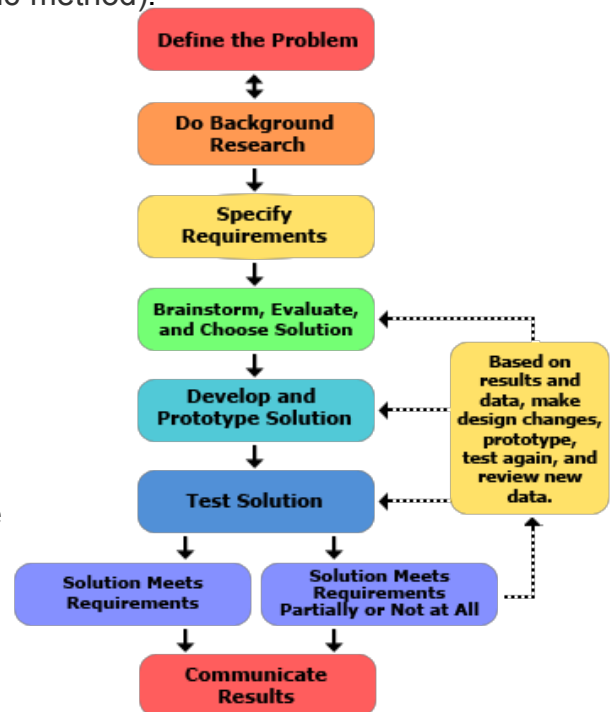 method).
Define the Problem
Do Background
Research
Specify
Requirements
Brainstorm, Evaluate,
and Choose Solution
Develop and
Prototype Solution
Test Solution
Based on
results and
data, make
design changes,
prototype,
test again, and
review new
data.
Solution Meets
Requirements
Solution Meets
Requirements
Partially or Not at All
Communicate
Results